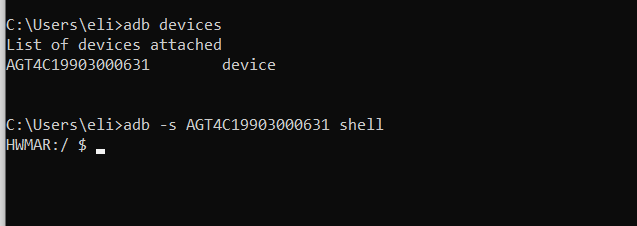 C:\Users\eli>adb devices
List of devices attached
AGT4C19903000631        device
C:\Users\eli>adb -s AGT4C19903000631 shell
HWMAR:/ $